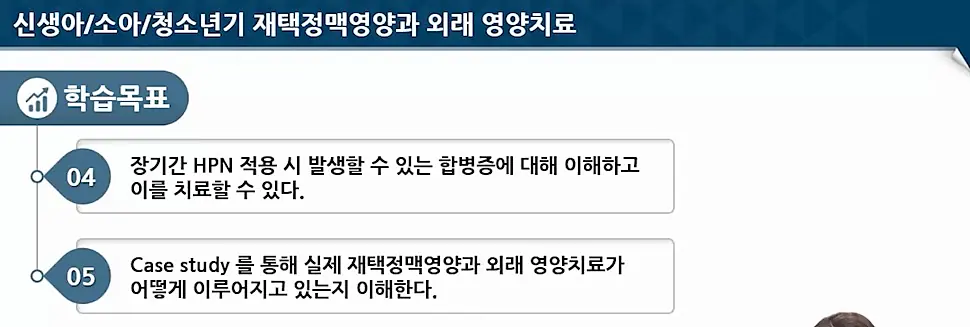 신생아/소아/청소년기 재택정맥영양과 외래 영양치료
학습목표
04
장기간 HPN 적용 시 발생할 수 있는 합병증에 대해 이해하고
이를 치료할 수 있다.
05
Case study 를 통해 실제 재택정맥영양과 외래 영양치료가
어떻게 이루어지고 있는지 이해한다.